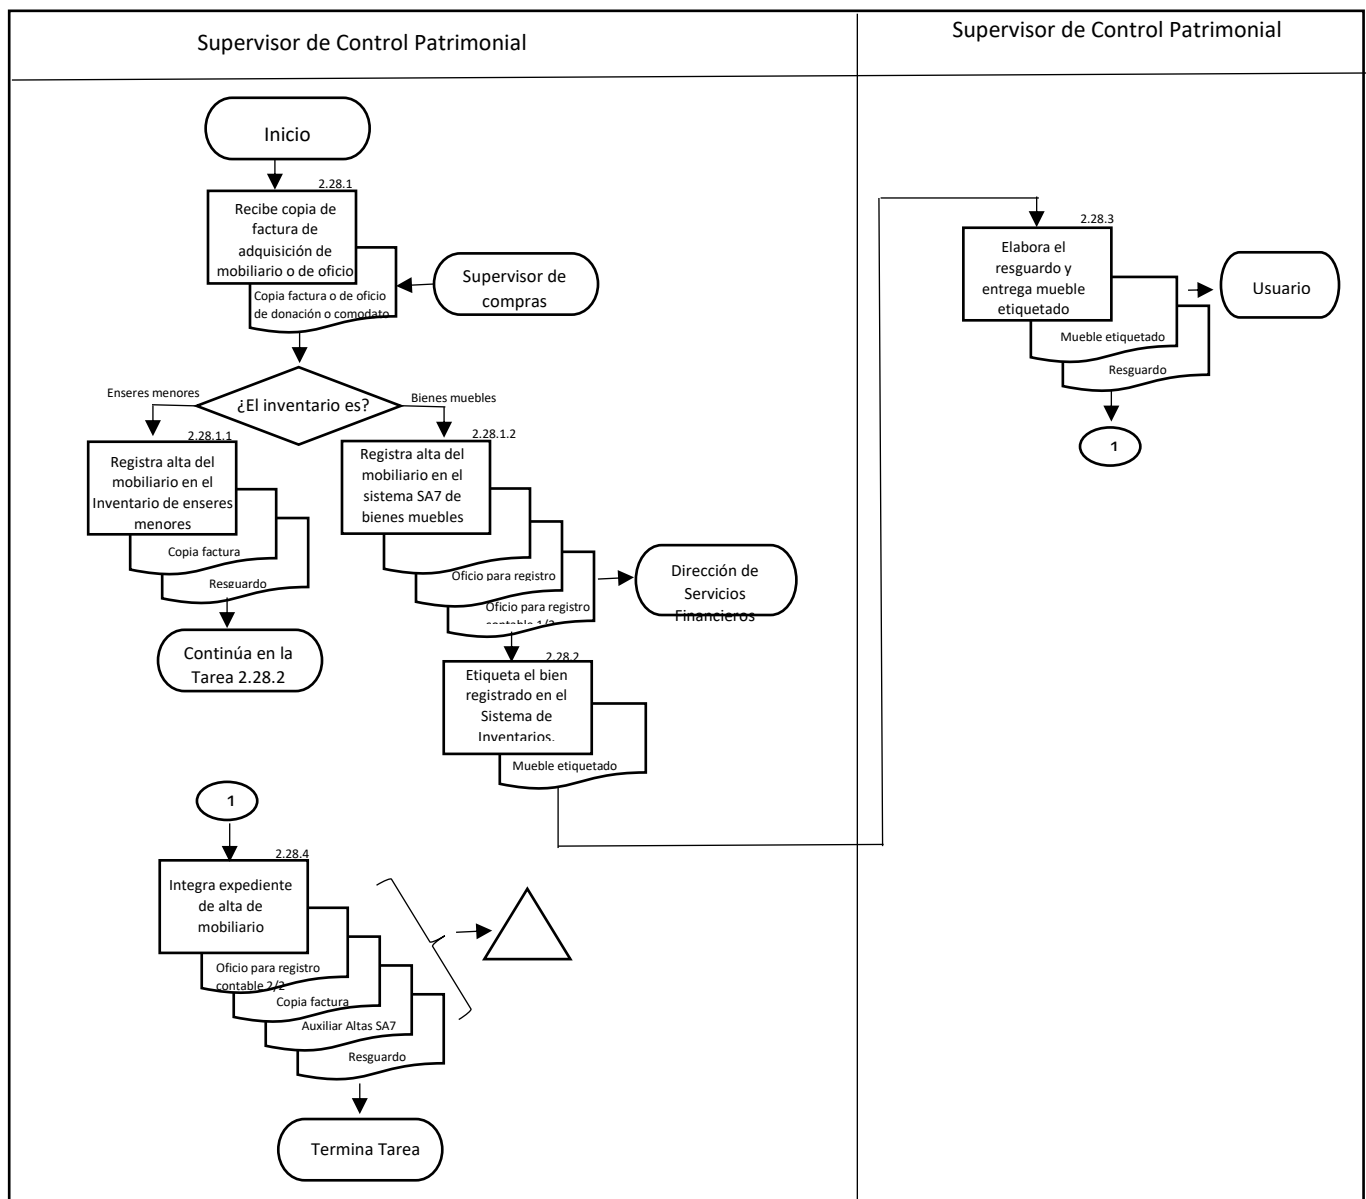 Supervisor de Control Patrimonial
Supervisor de Control Patrimonial
Inicio
2.28.1
Recibe copia de
factura de
adquisición de
mobiliario o de oficio
Copia factura o de oficio
de donación o comodato
Supervisor de
compras
¿El inventario es?
Enseres menores
Bienes muebles
2.28.1.1
Registra alta del
mobiliario en el
Inventario de enseres
menores
Copia factura
Resguardo
Continúa en la
Tarea 2.28.2
2.28.1.2
Registra alta del
mobiliario en el
sistema SA7 de
bienes muebles
Oficio para registro
Oficio para registro
contable 1/2
Dirección de
Servicios
Financieros
2.28.2
Etiqueta el bien
registrado en el
Sistema de
Inventarios.
Mueble etiquetado
2.28.3
Elabora el
resguardo y
entrega mueble
etiquetado
Mueble etiquetado
Resguardo
Usuario
1
1
2.28.4
Integra expediente
de alta de
mobiliario
Oficio para registro
contable 2/2
Copia factura
Auxiliar Altas SA7
Resguardo
Termina Tarea